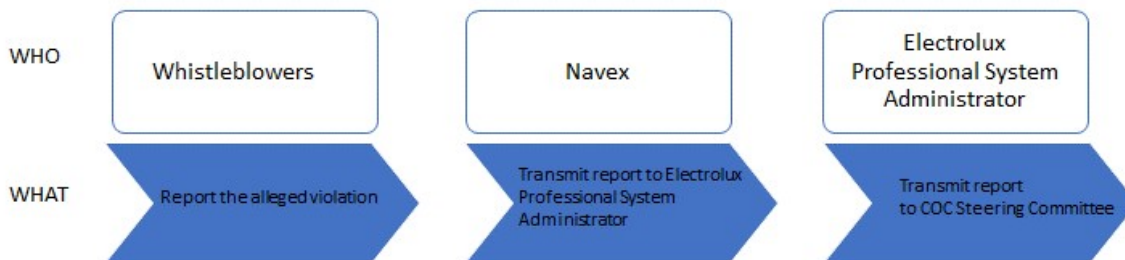 WHO
Whistleblowers
Navex
Electrolux
Professional System
Administrator
WHAT
Report the alleged violation
Transmit report to Electrolux
Professional System
Administrator
Transmit report
to COC Steering Committee